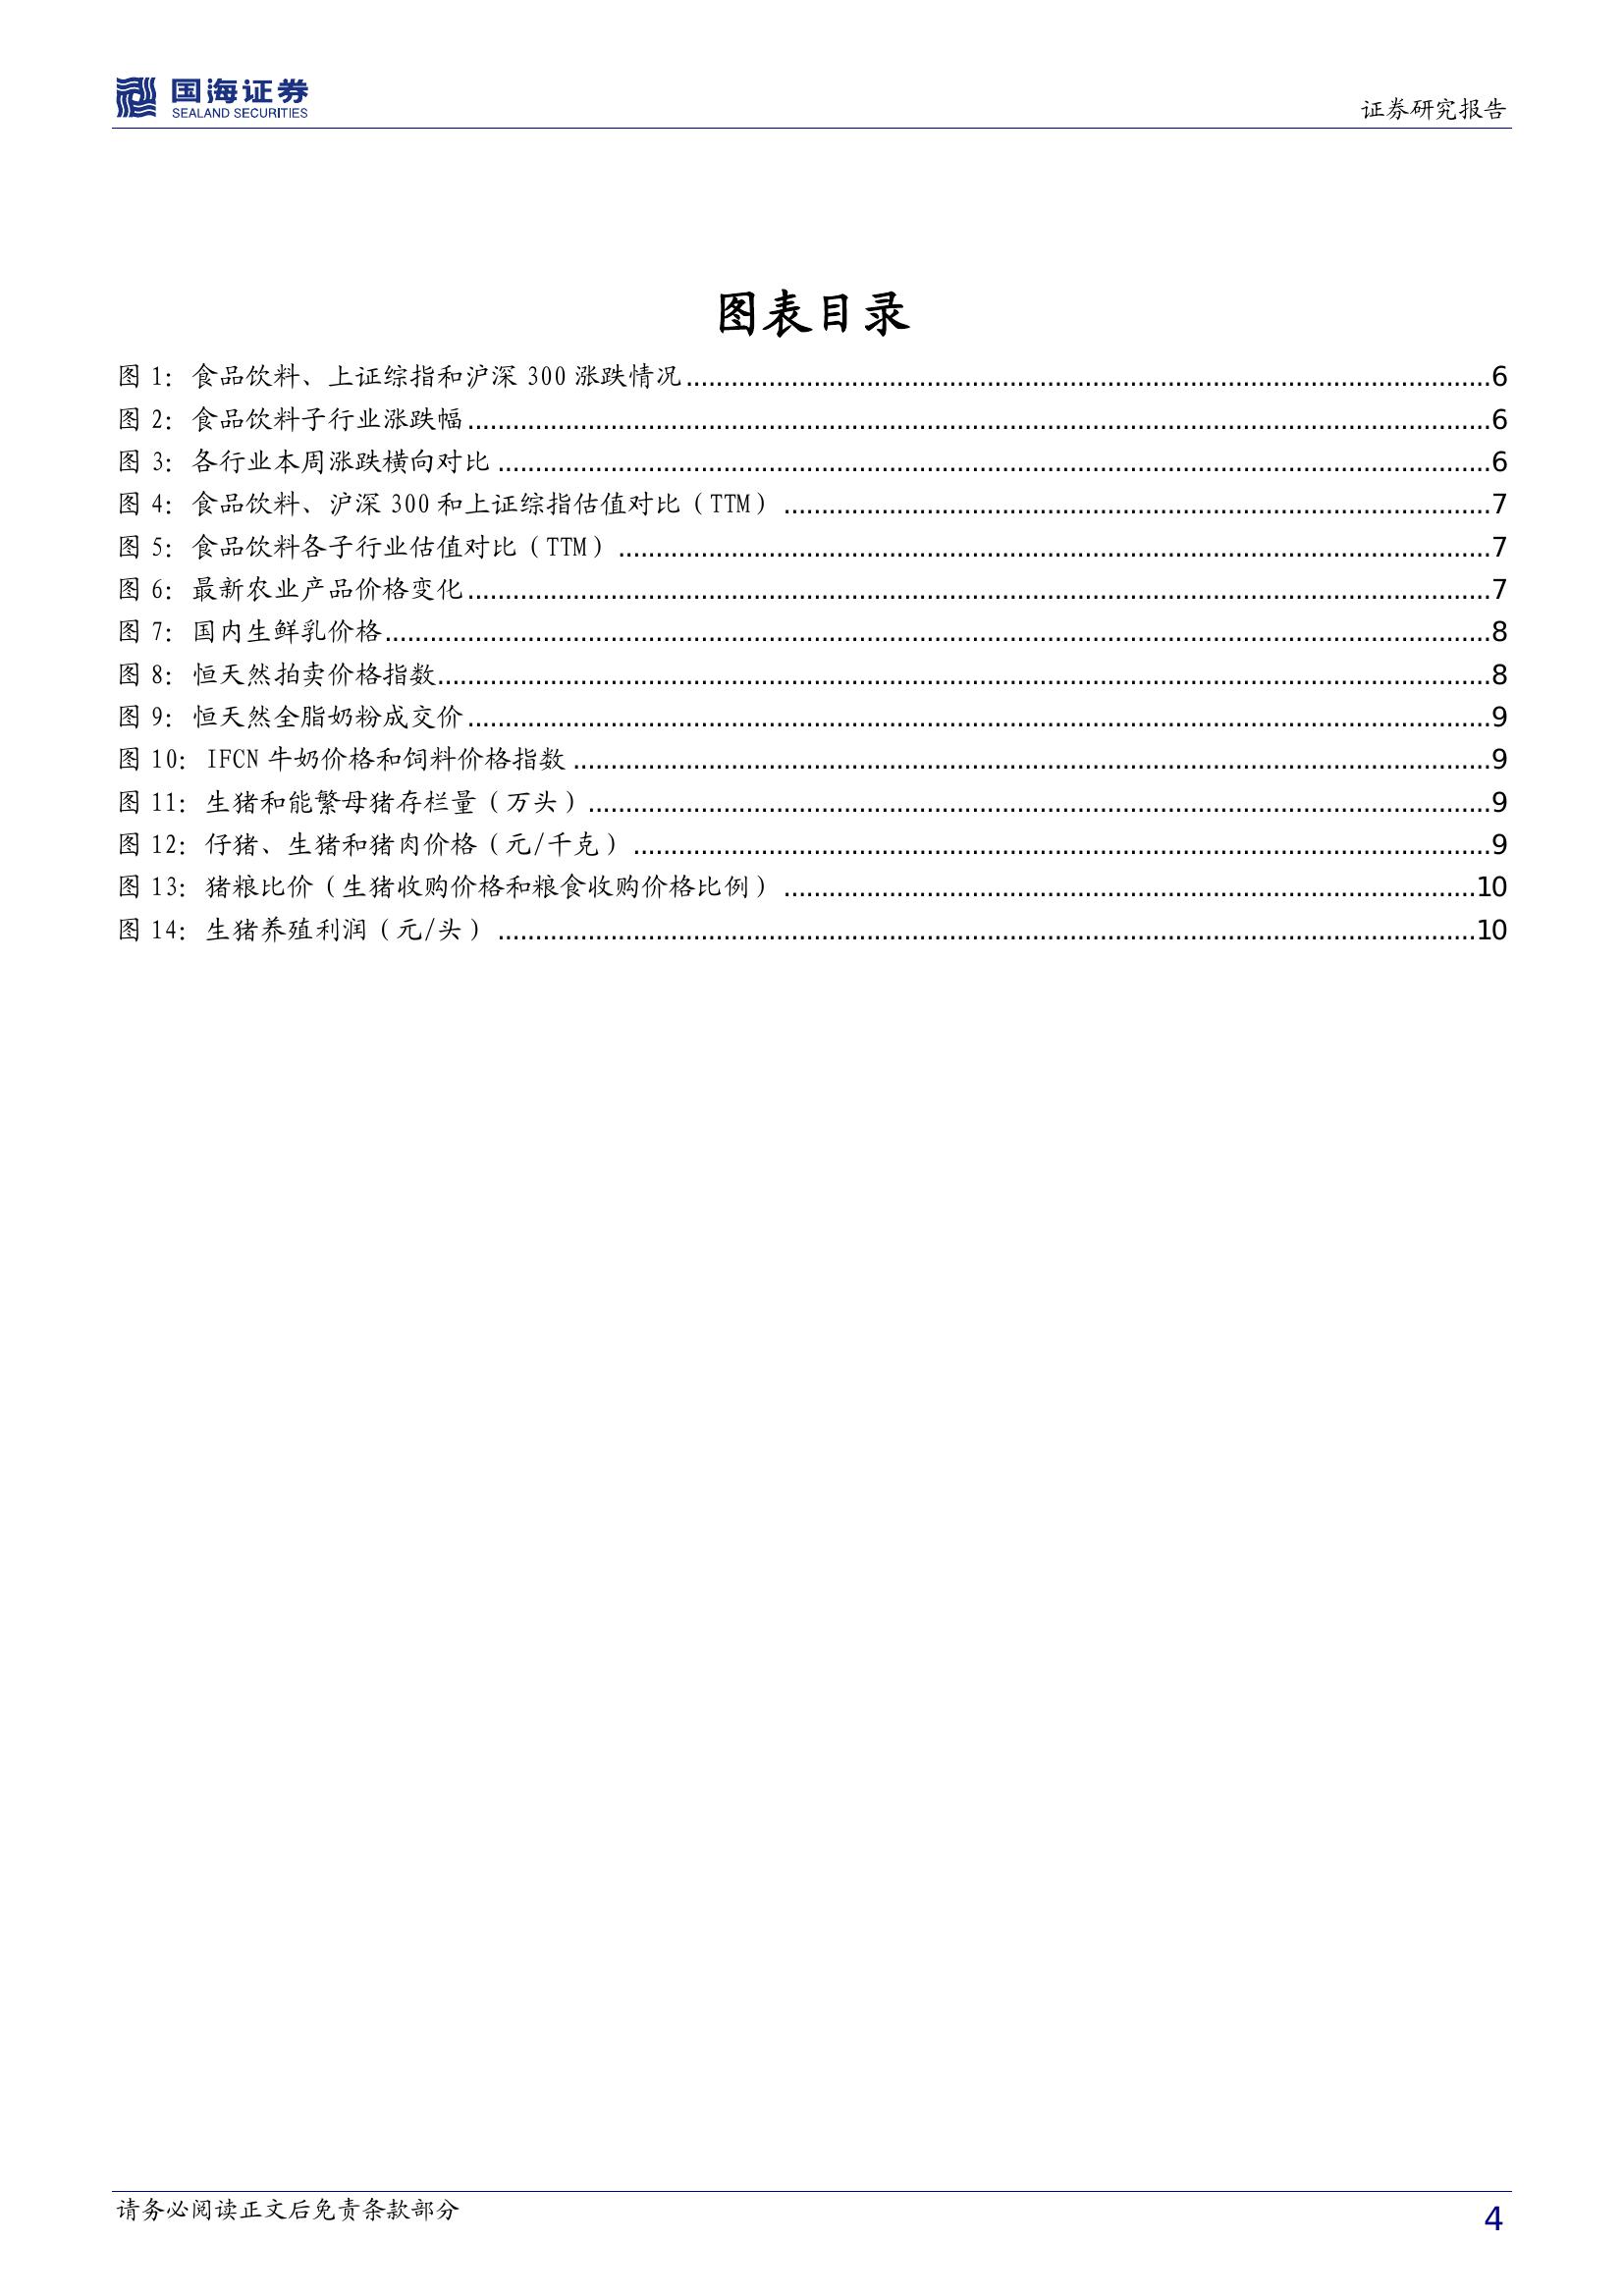 国海证券
SEALAND SECURITIES
证券研究报告
图表目录
图 1：食品饮料、上证综指和沪深 300 涨跌情况........................6
图 2：食品饮料子行业涨跌幅........................6
图 3：各行业本周涨跌横向对比........................6
图 4：食品饮料、沪深 300 和上证综指估值对比（TTM）........................7
图 5：食品饮料各子行业估值对比（TTM）........................7
图 6：最新农业产品价格变化........................7
图 7：国内生鲜乳价格........................8
图 8：恒天然拍卖价格指数........................8
图 9：恒天然全脂奶粉成交价........................9
图 10：IFCN 牛奶价格和饲料价格指数........................9
图 11：生猪和能繁母猪存栏量（万头）........................9
图 12：仔猪、生猪和猪肉价格（元/千克）........................9
图 13：猪粮比价（生猪收购价格和粮食收购价格比例）........................10
图 14：生猪养殖利润（元/头）........................10
请务必阅读正文后免责条款部分
4